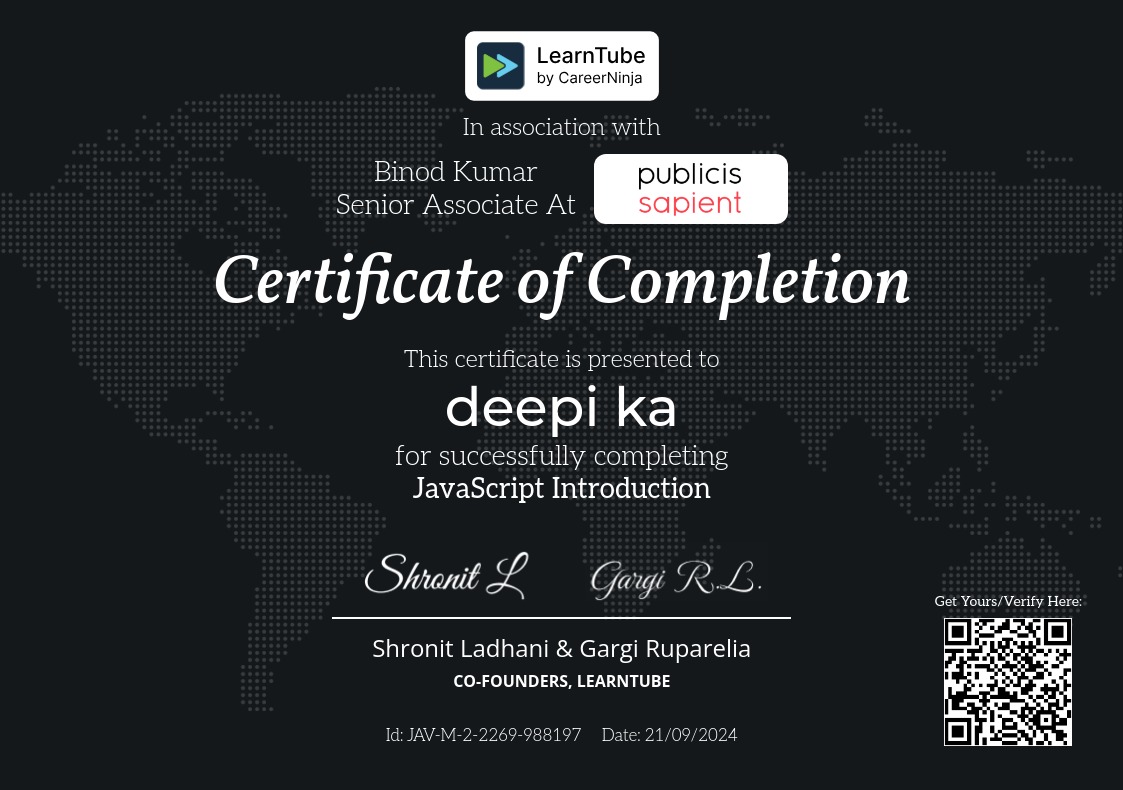 LearnTube
by CareerNinja
In association with
Binod Kumar
Senior Associate At
publicis
sapient
Certificate of Completion
This certificate is presented to
deepi ka
for successfully completing
JavaScript Introduction
Shronit L
Gargi R.L.
Get Yours/Verify Here:
Shronit Ladhani & Gargi Ruparelia
CO-FOUNDERS, LEARNTUBE
Id: JAV-M-2-2269-988197 Date: 21/09/2024